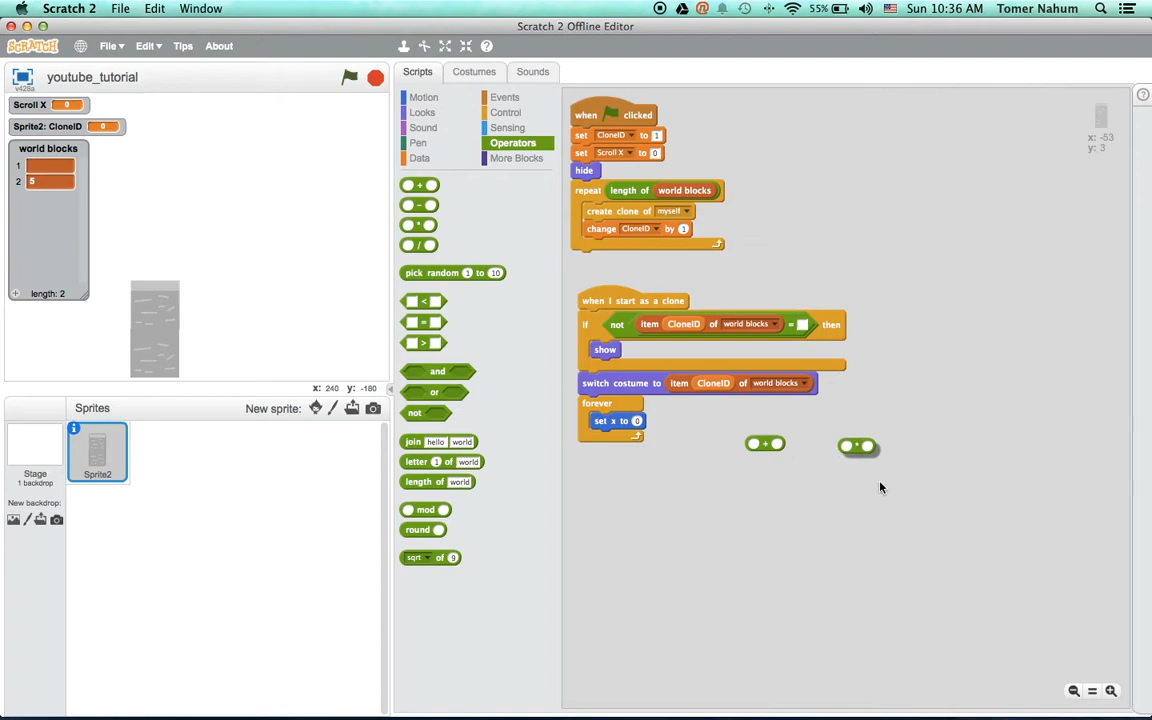 Scratch 2 File Edit Window 55% Sun 10:36 AM Tomer Nahum
Scratch 2 Offline Editor
SCRATCH File Edit Tips About
youtube_tutorial
v428a
Scroll X 0
Sprite2: CloneID 0
world blocks
1
2 5
+ length: 2
x: 240 y: -180
Sprites New sprite:
Stage
1 backdrop
Sprite2
New backdrop:
Scripts Costumes Sounds
Motion Events
Looks Control
Sound Sensing
Pen Operators
Data More Blocks
+
-
*
/
pick random 1 to 10
<
=
>
and
or
not
join hello world
letter 1 of world
length of world
mod
round
sqrt of 9
when clicked
set CloneID to 1
set Scroll X to 0
hide
repeat length of world blocks
create clone of myself
change CloneID by 1
when I start as a clone
if not item CloneID of world blocks = then
show
switch costume to item CloneID of world blocks
forever
set x to 0
+
*
x: -53
y: 3